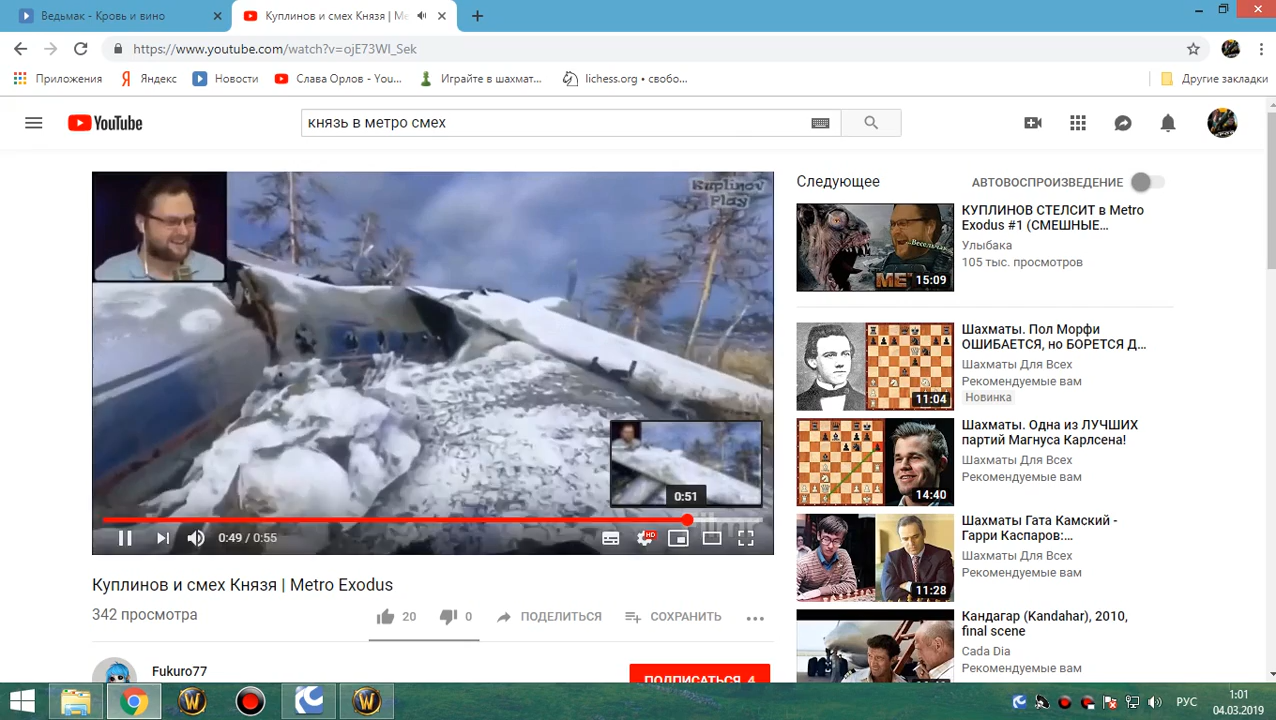 Ведьмак - Кровь и вино
Куплинов и смех Князя | M
https://www.youtube.com/watch?v=ojE73WI_Sek
Приложения
Яндекс
Новости
Слава Орлов - You...
Играйте в шахмат...
lichess.org • свобо...
Другие закладки
YouTube
князь в метро смех
Kuplinov
Play
0:51
0:49 / 0:55
HD
Куплинов и смех Князя | Metro Exodus
342 просмотра
20
0
ПОДЕЛИТЬСЯ
СОХРАНИТЬ
Fukuro77
ПОДПИСАТЬСЯ 4
Следующее
АВТОВОСПРОИЗВЕДЕНИЕ
15:09
КУПЛИНОВ СТЕЛСИТ в Metro
Exodus #1 (СМЕШНЫЕ...
Улыбака
105 тыс. просмотров
11:04
Шахматы. Пол Морфи
ОШИБАЕТСЯ, но БОРЕТСЯ Д...
Шахматы Для Всех
Рекомендуемые вам
Новинка
14:40
Шахматы. Одна из ЛУЧШИХ
партий Магнуса Карлсена!
Шахматы Для Всех
Рекомендуемые вам
11:28
Шахматы Гата Камский -
Гарри Каспаров:...
Шахматы Для Всех
Рекомендуемые вам
Кандагар (Kandahar), 2010,
final scene
Cada Dia
Рекомендуемые вам
РУС
1:01
04.03.2019